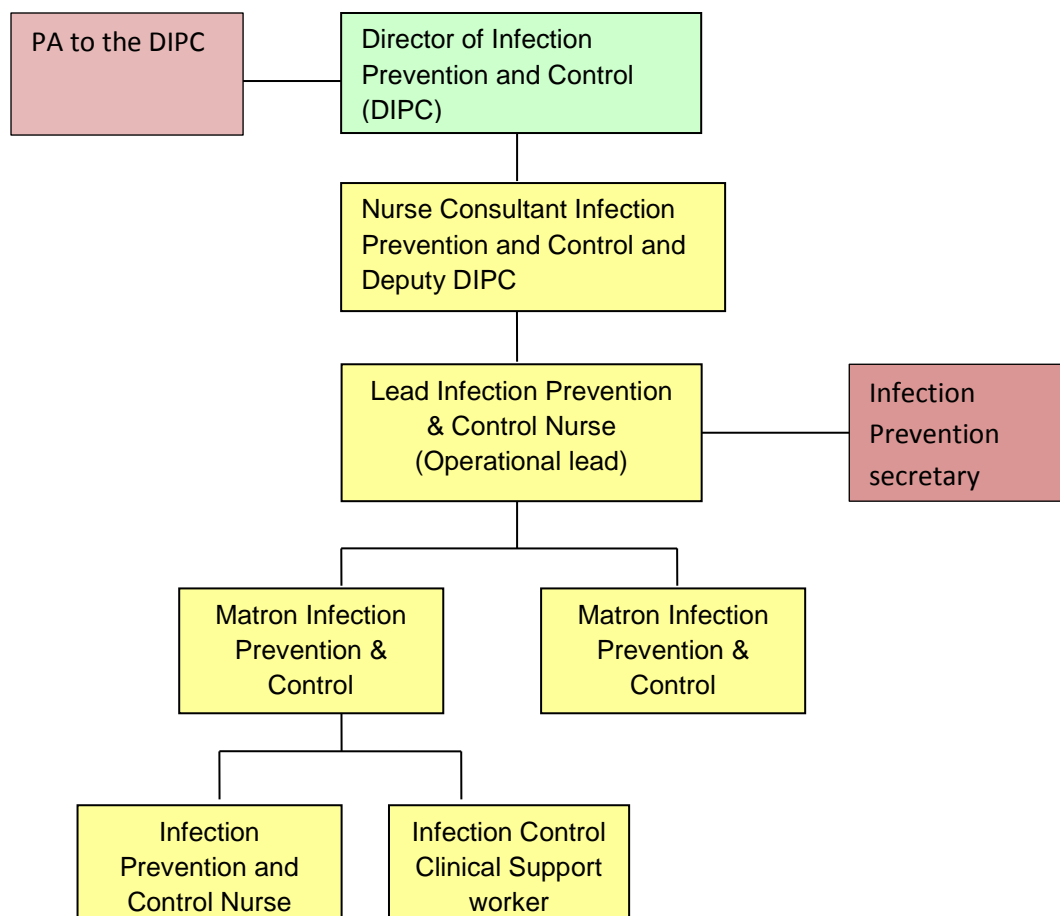 PA to the DIPC
Director of Infection
Prevention and Control
(DIPC)
Nurse Consultant Infection
Prevention and Control and
Deputy DIPC
Lead Infection Prevention
& Control Nurse
(Operational lead)
Infection
Prevention
secretary
Matron Infection
Prevention &
Control
Matron Infection
Prevention &
Control
Infection
Prevention and
Control Nurse
Infection Control
Clinical Support
worker